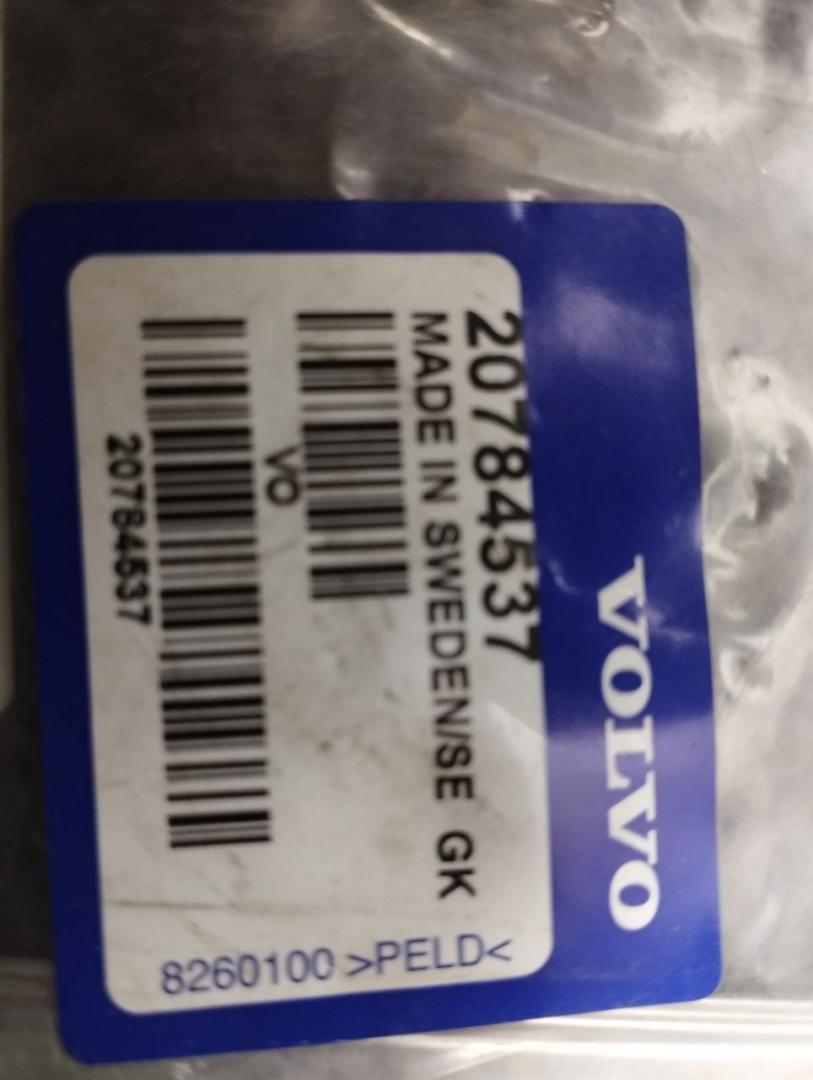 VOLVO
20784537
MADE IN SWEDEN/SE GK
VO
20784537
8260100 >PELD<